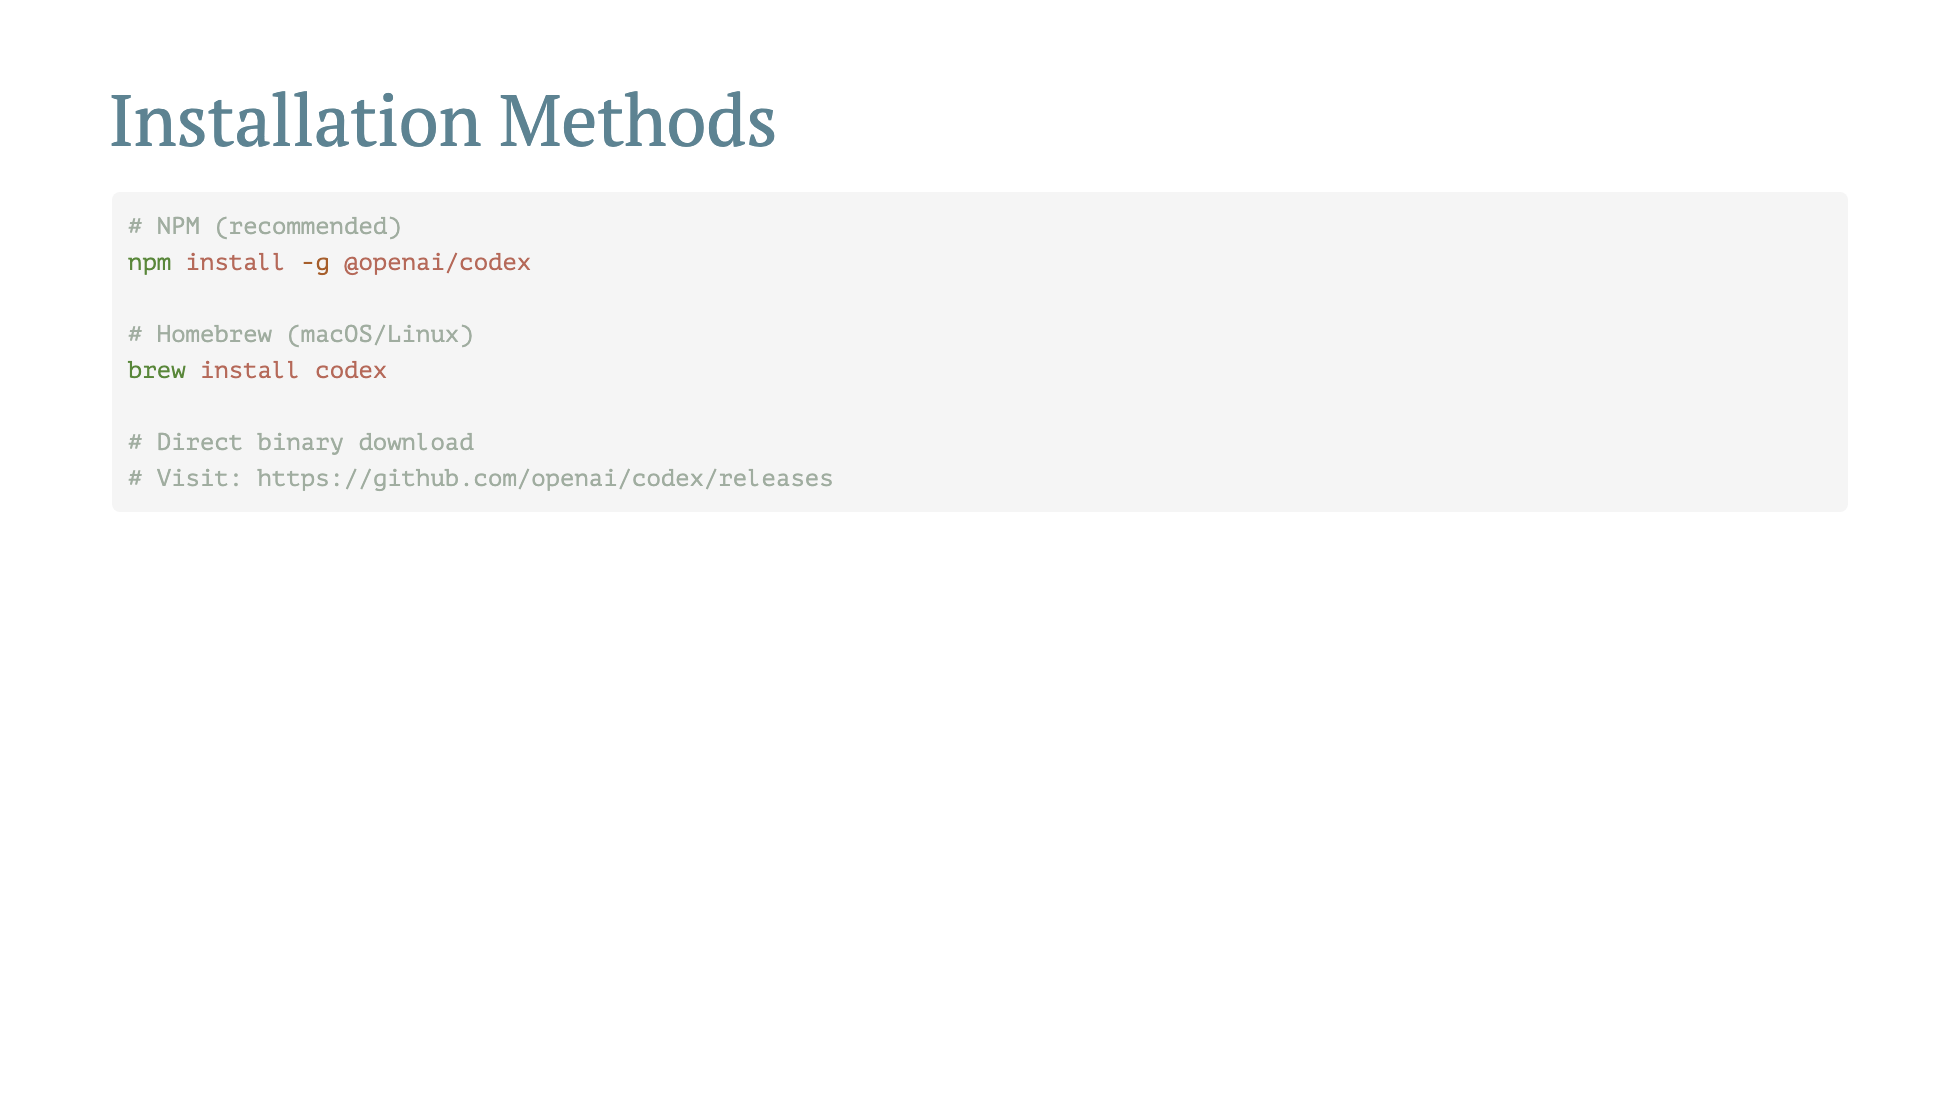 Installation Methods
# NPM (recommended)
npm install -g @openai/codex
# Homebrew (macOS/Linux)
brew install codex
# Direct binary download
# Visit: https://github.com/openai/codex/releases